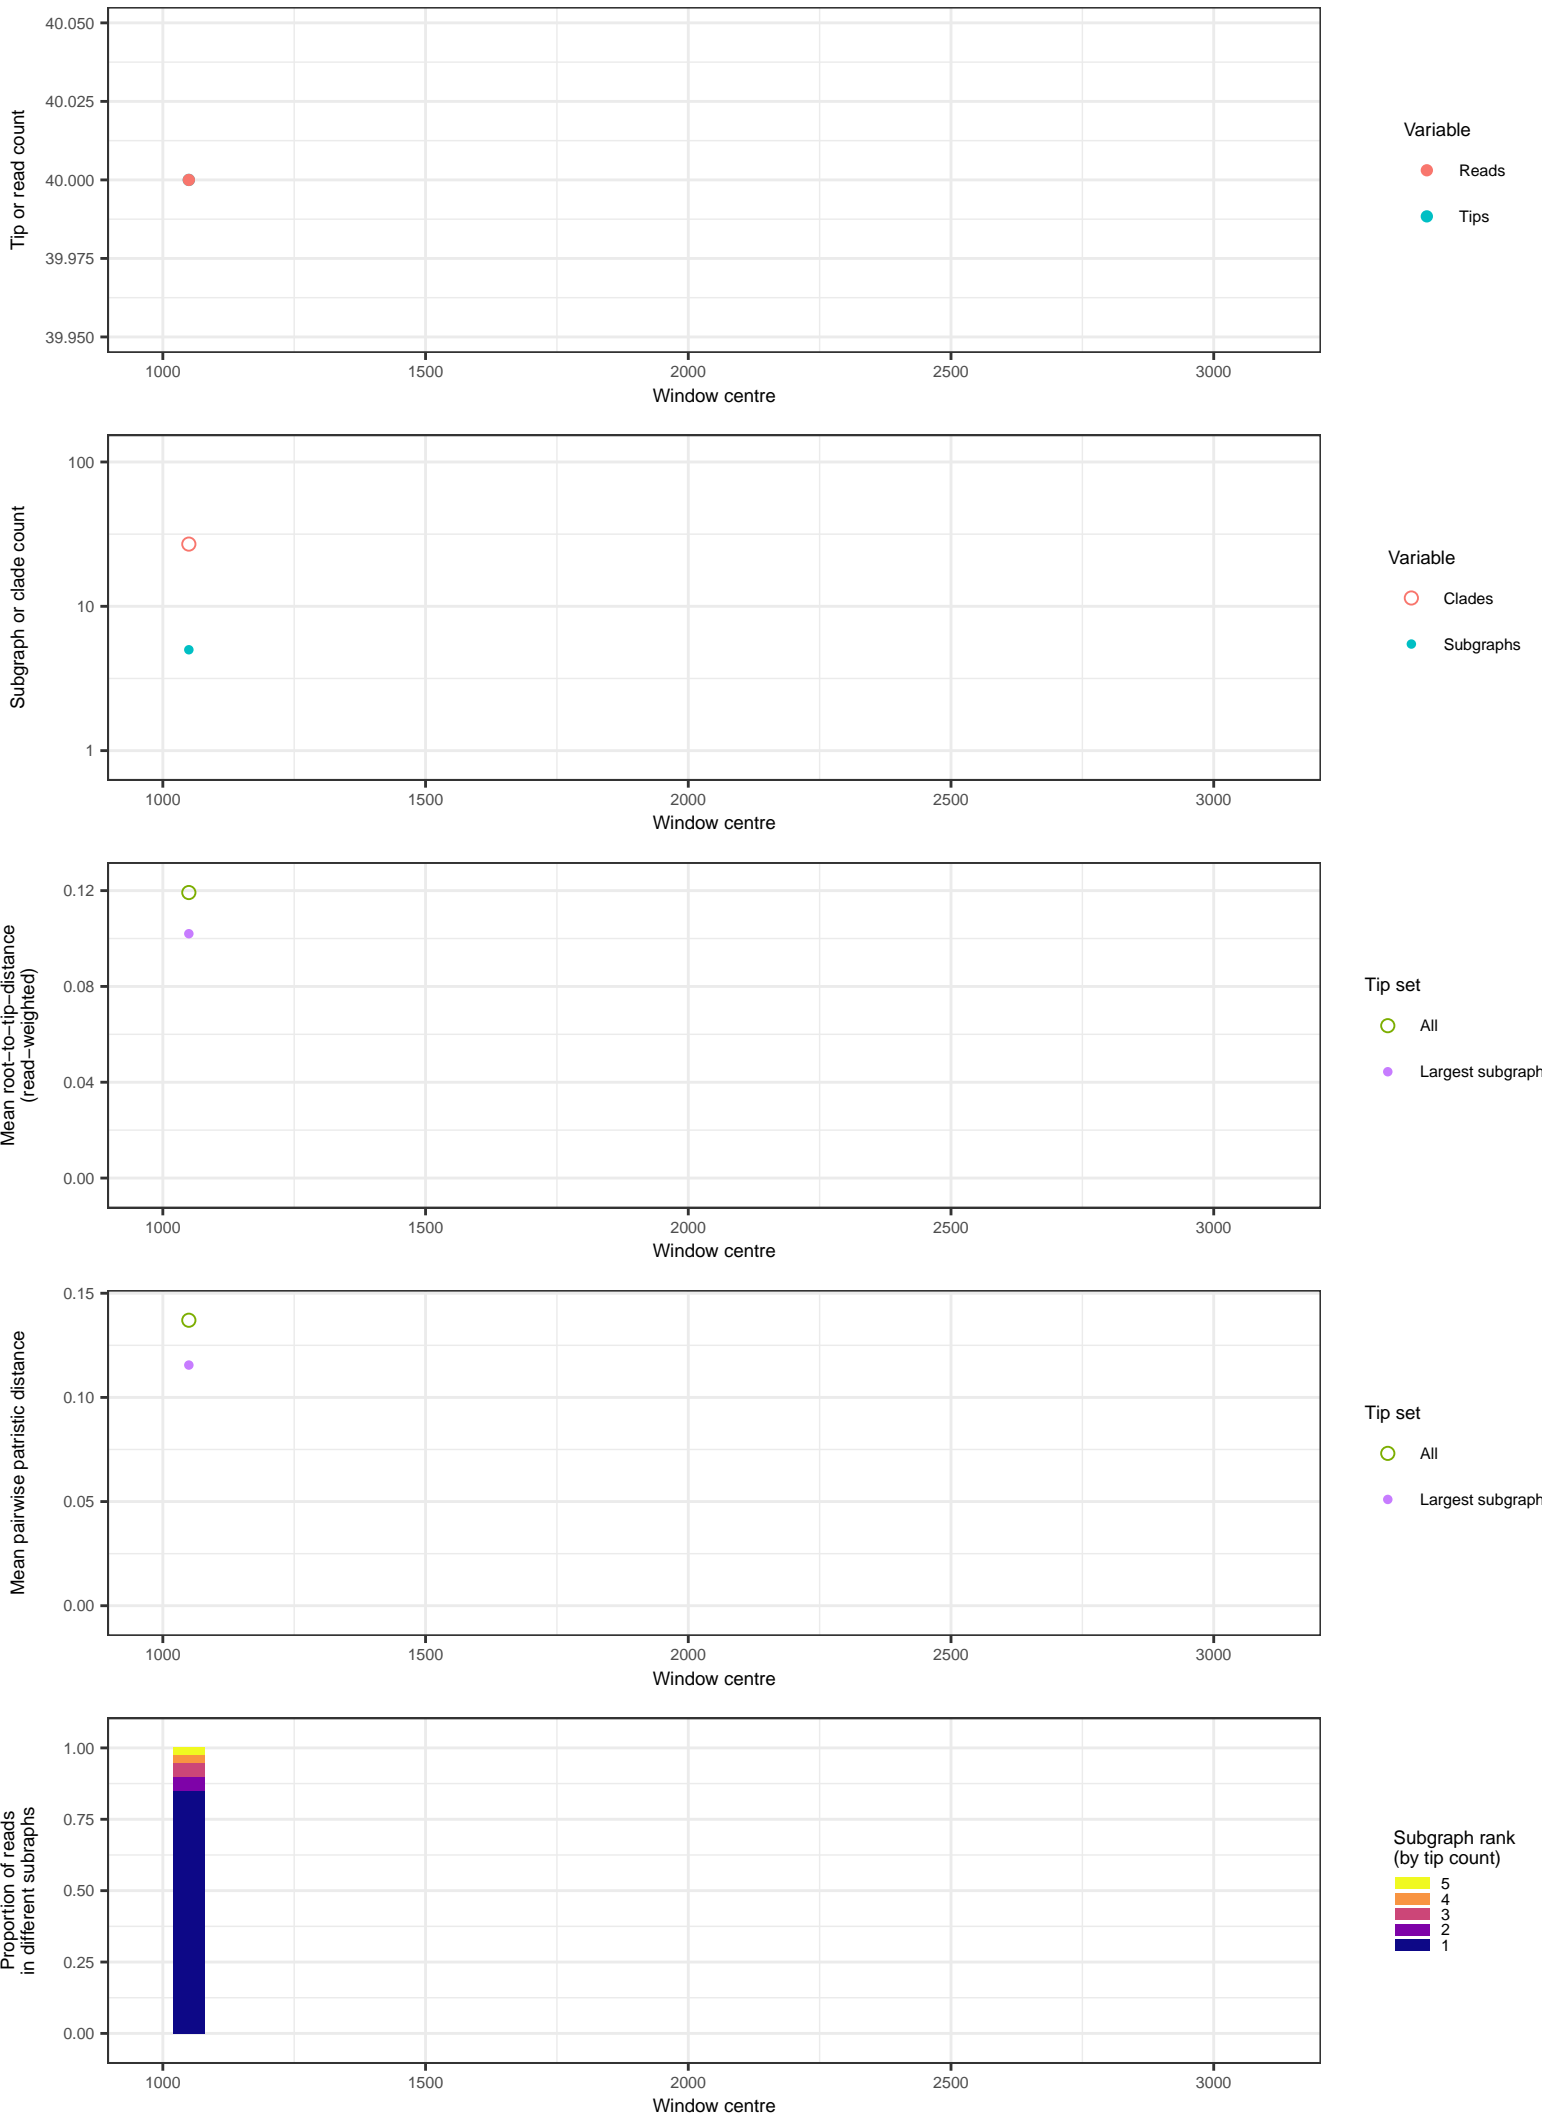 40.050
40.025
40.000
39.975
39.950
Tip or read count
1000 1500 2000 2500 3000
Window centre
Variable
Reads
Tips
100
10
1
Subgraph or clade count
1000 1500 2000 2500 3000
Window centre
Variable
Clades
Subgraphs
0.12
0.08
0.04
0.00
Mean root−to−tip−distance
(read−weighted)
1000 1500 2000 2500 3000
Window centre
Tip set
All
Largest subgraph
0.15
0.10
0.05
0.00
Mean pairwise patristic distance
1000 1500 2000 2500 3000
Window centre
Tip set
All
Largest subgraph
1.00
0.75
0.50
0.25
0.00
Proportion of reads
in different subraphs
1000 1500 2000 2500 3000
Window centre
Subgraph rank
(by tip count)
5
4
3
2
1